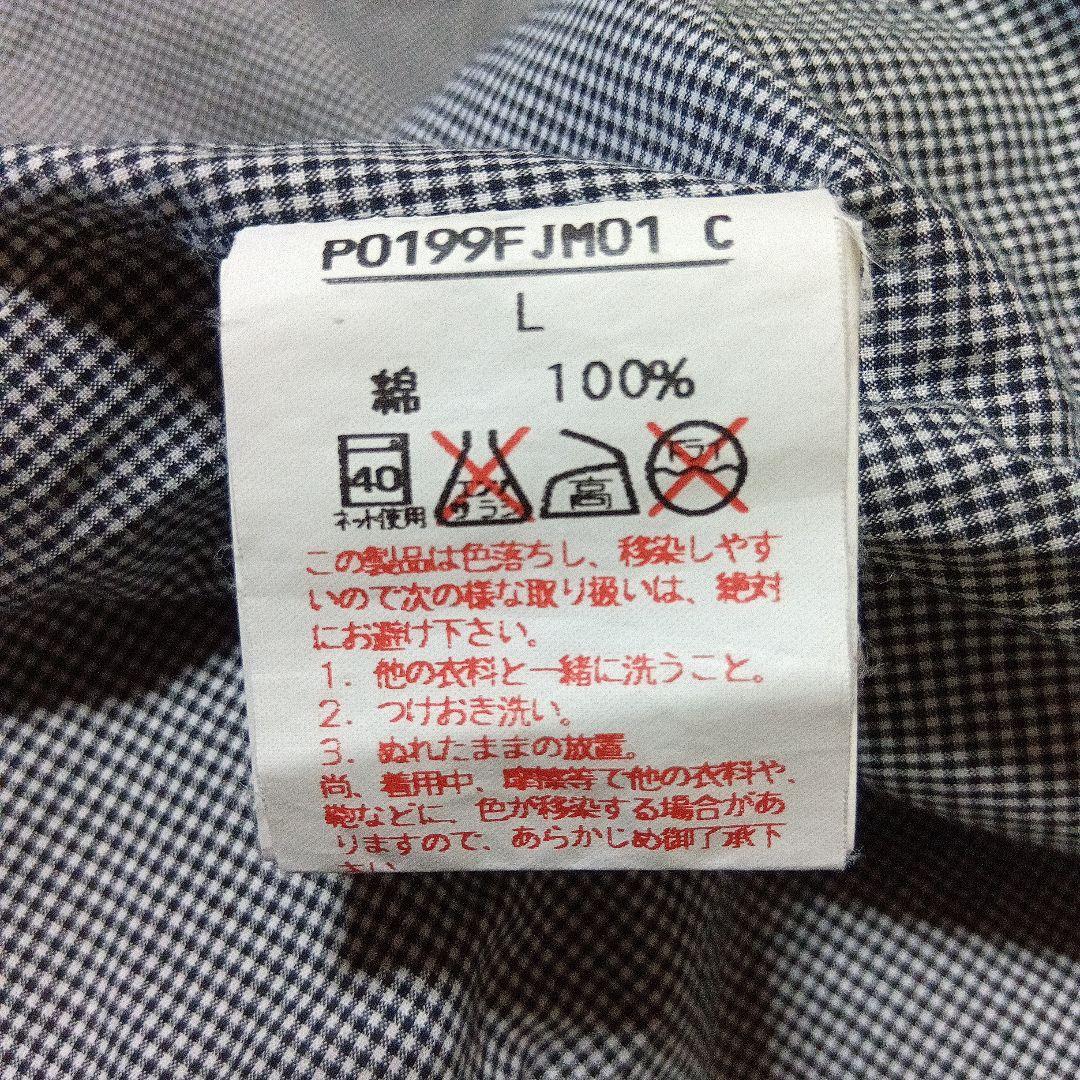 P0199FJM01 C
L
綿 100%
40
ネット使用
エンソ
サラシ
高
ドライ
この製品は色落ちし、移染しやす
いので次の様な取り扱いは、絶対
にお避け下さい。
1. 他の衣料と一緒に洗うこと。
2. つけおき洗い。
3. ぬれたままの放置。
尚、着用中、摩擦等で他の衣料や、
鞄などに、色が移染する場合があ
りますので、あらかじめ御了承下
さい